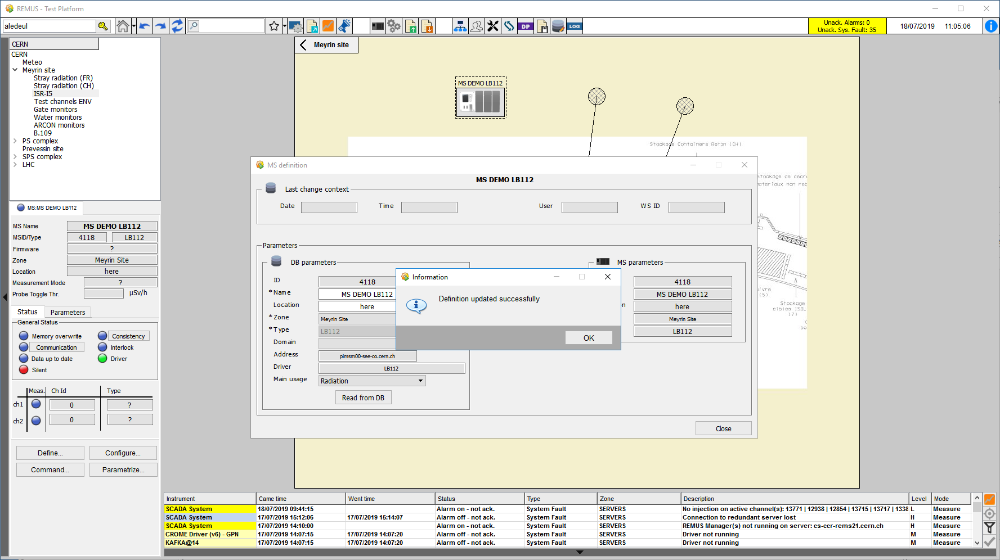 REMUS - Test Platform
aledeul
DP
LOG
Unack. Alarms: 0
Unack. Sys. Fault: 35
18/07/2019 11:05:06
CERN
CERN
Meteo
Meyrin site
Stray radiation (FR)
Stray radiation (CH)
ISR-I5
Test channels ENV
Gate monitors
Water monitors
ARCON monitors
B.109
PS complex
Prevessin site
SPS complex
LHC
MS:MS DEMO LB112
MS Name MS DEMO LB112
MSID/Type 4118 LB112
Firmware ?
Zone Meyrin Site
Location here
Measurement Mode ?
Probe Toggle Thr. µSv/h
Status Parameters
General Status
Memory overwrite Consistency
Communication Interlock
Data up to date Driver
Silent
Meas. Ch Id Type
ch1 0 ?
ch2 0 ?
Define... Configure...
Command... Parametrize...
Meyrin site
MS DEMO LB112
Stockage Containers Beton (CH)
Stockage de
(5)
Stockage
(7)
MS definition
MS DEMO LB112
Last change context
Date Time User WS ID
Parameters
DB parameters
ID 4118
* Name MS DEMO LB112
Location here
* Zone Meyrin Site
* Type LB112
Domain
Address pimsm00-see-co.cern.ch
Driver LB112
Main usage Radiation
Read from DB
MS parameters
4118
MS DEMO LB112
n here
Meyrin Site
LB112
Close
Information
Definition updated successfully
OK
Instrument Came time Went time Status Type Zone Description Level Mode
SCADA System 18/07/2019 09:41:15 Alarm on - not ack. System Fault SERVERS No injection on active channel(s): 13771 | 12938 | 12854 | 13715 | 13717 | 1338 L Measure
SCADA System 17/07/2019 15:12:06 17/07/2019 15:14:07 Alarm off - not ack. System Fault SERVERS Connection to redundant server lost H Measure
SCADA System 17/07/2019 14:10:00 Alarm on - not ack. System Fault SERVERS REMUS Manager(s) not running on server: cs-ccr-rems21.cern.ch H Measure
CROME Driver (v6) - GPN 17/07/2019 14:07:15 17/07/2019 14:07:20 Alarm off - not ack. System Fault SERVERS Driver not running M Measure
KAFKA@14 17/07/2019 14:07:15 17/07/2019 14:07:20 Alarm off - not ack. System Fault SERVERS Driver not running M Measure